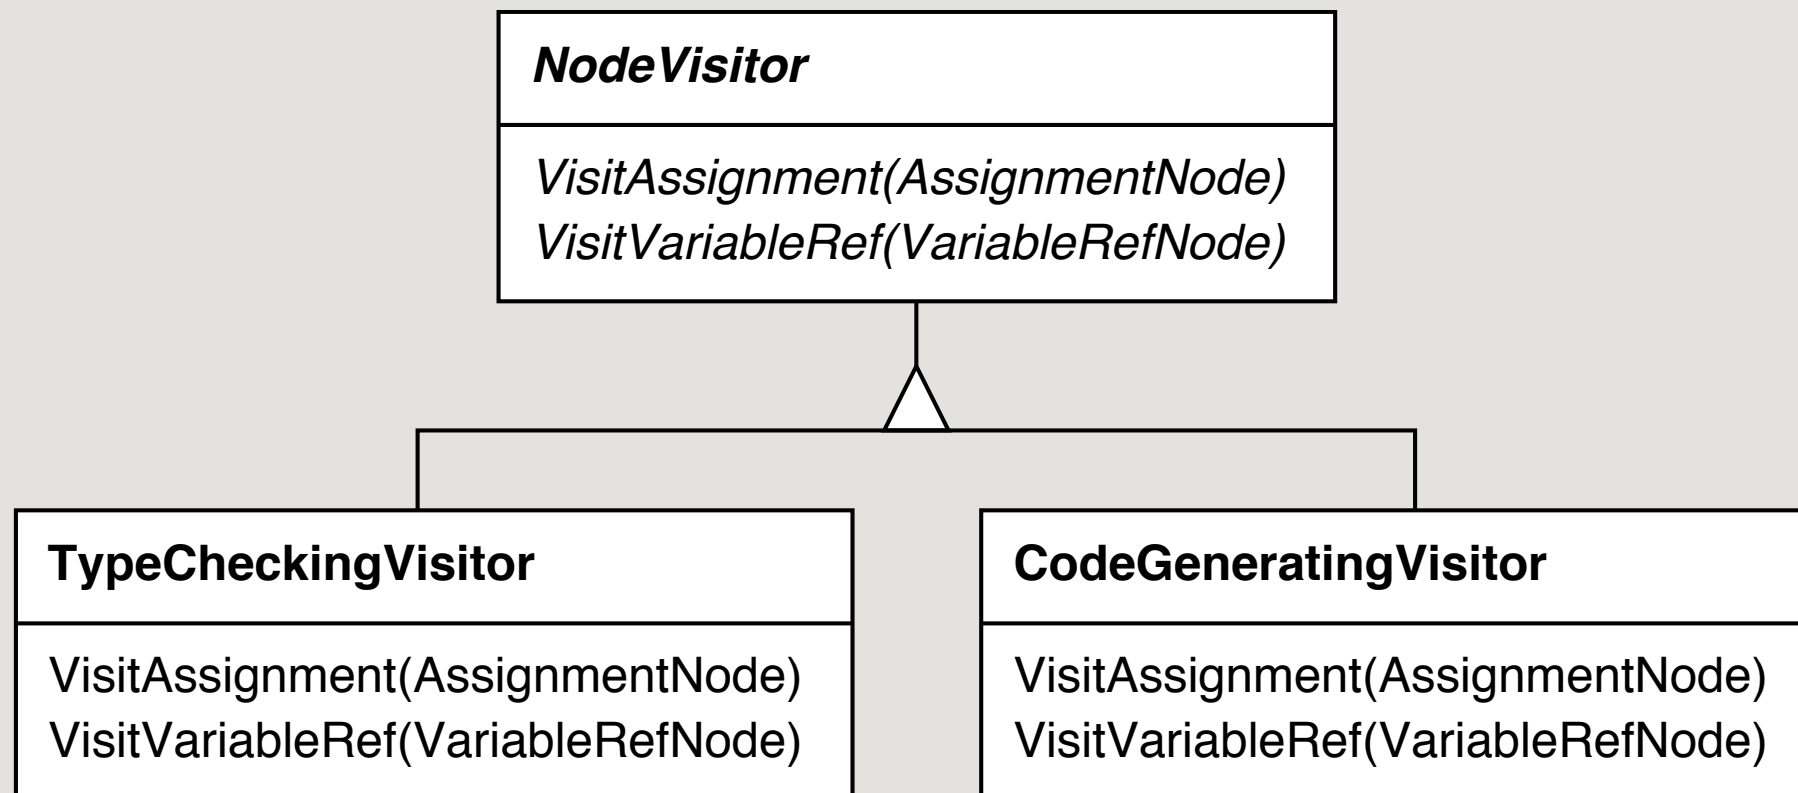 NodeVisitor
VisitAssignment(AssignmentNode)
VisitVariableRef(VariableRefNode)
TypeCheckingVisitor
VisitAssignment(AssignmentNode)
VisitVariableRef(VariableRefNode)
CodeGeneratingVisitor
VisitAssignment(AssignmentNode)
VisitVariableRef(VariableRefNode)